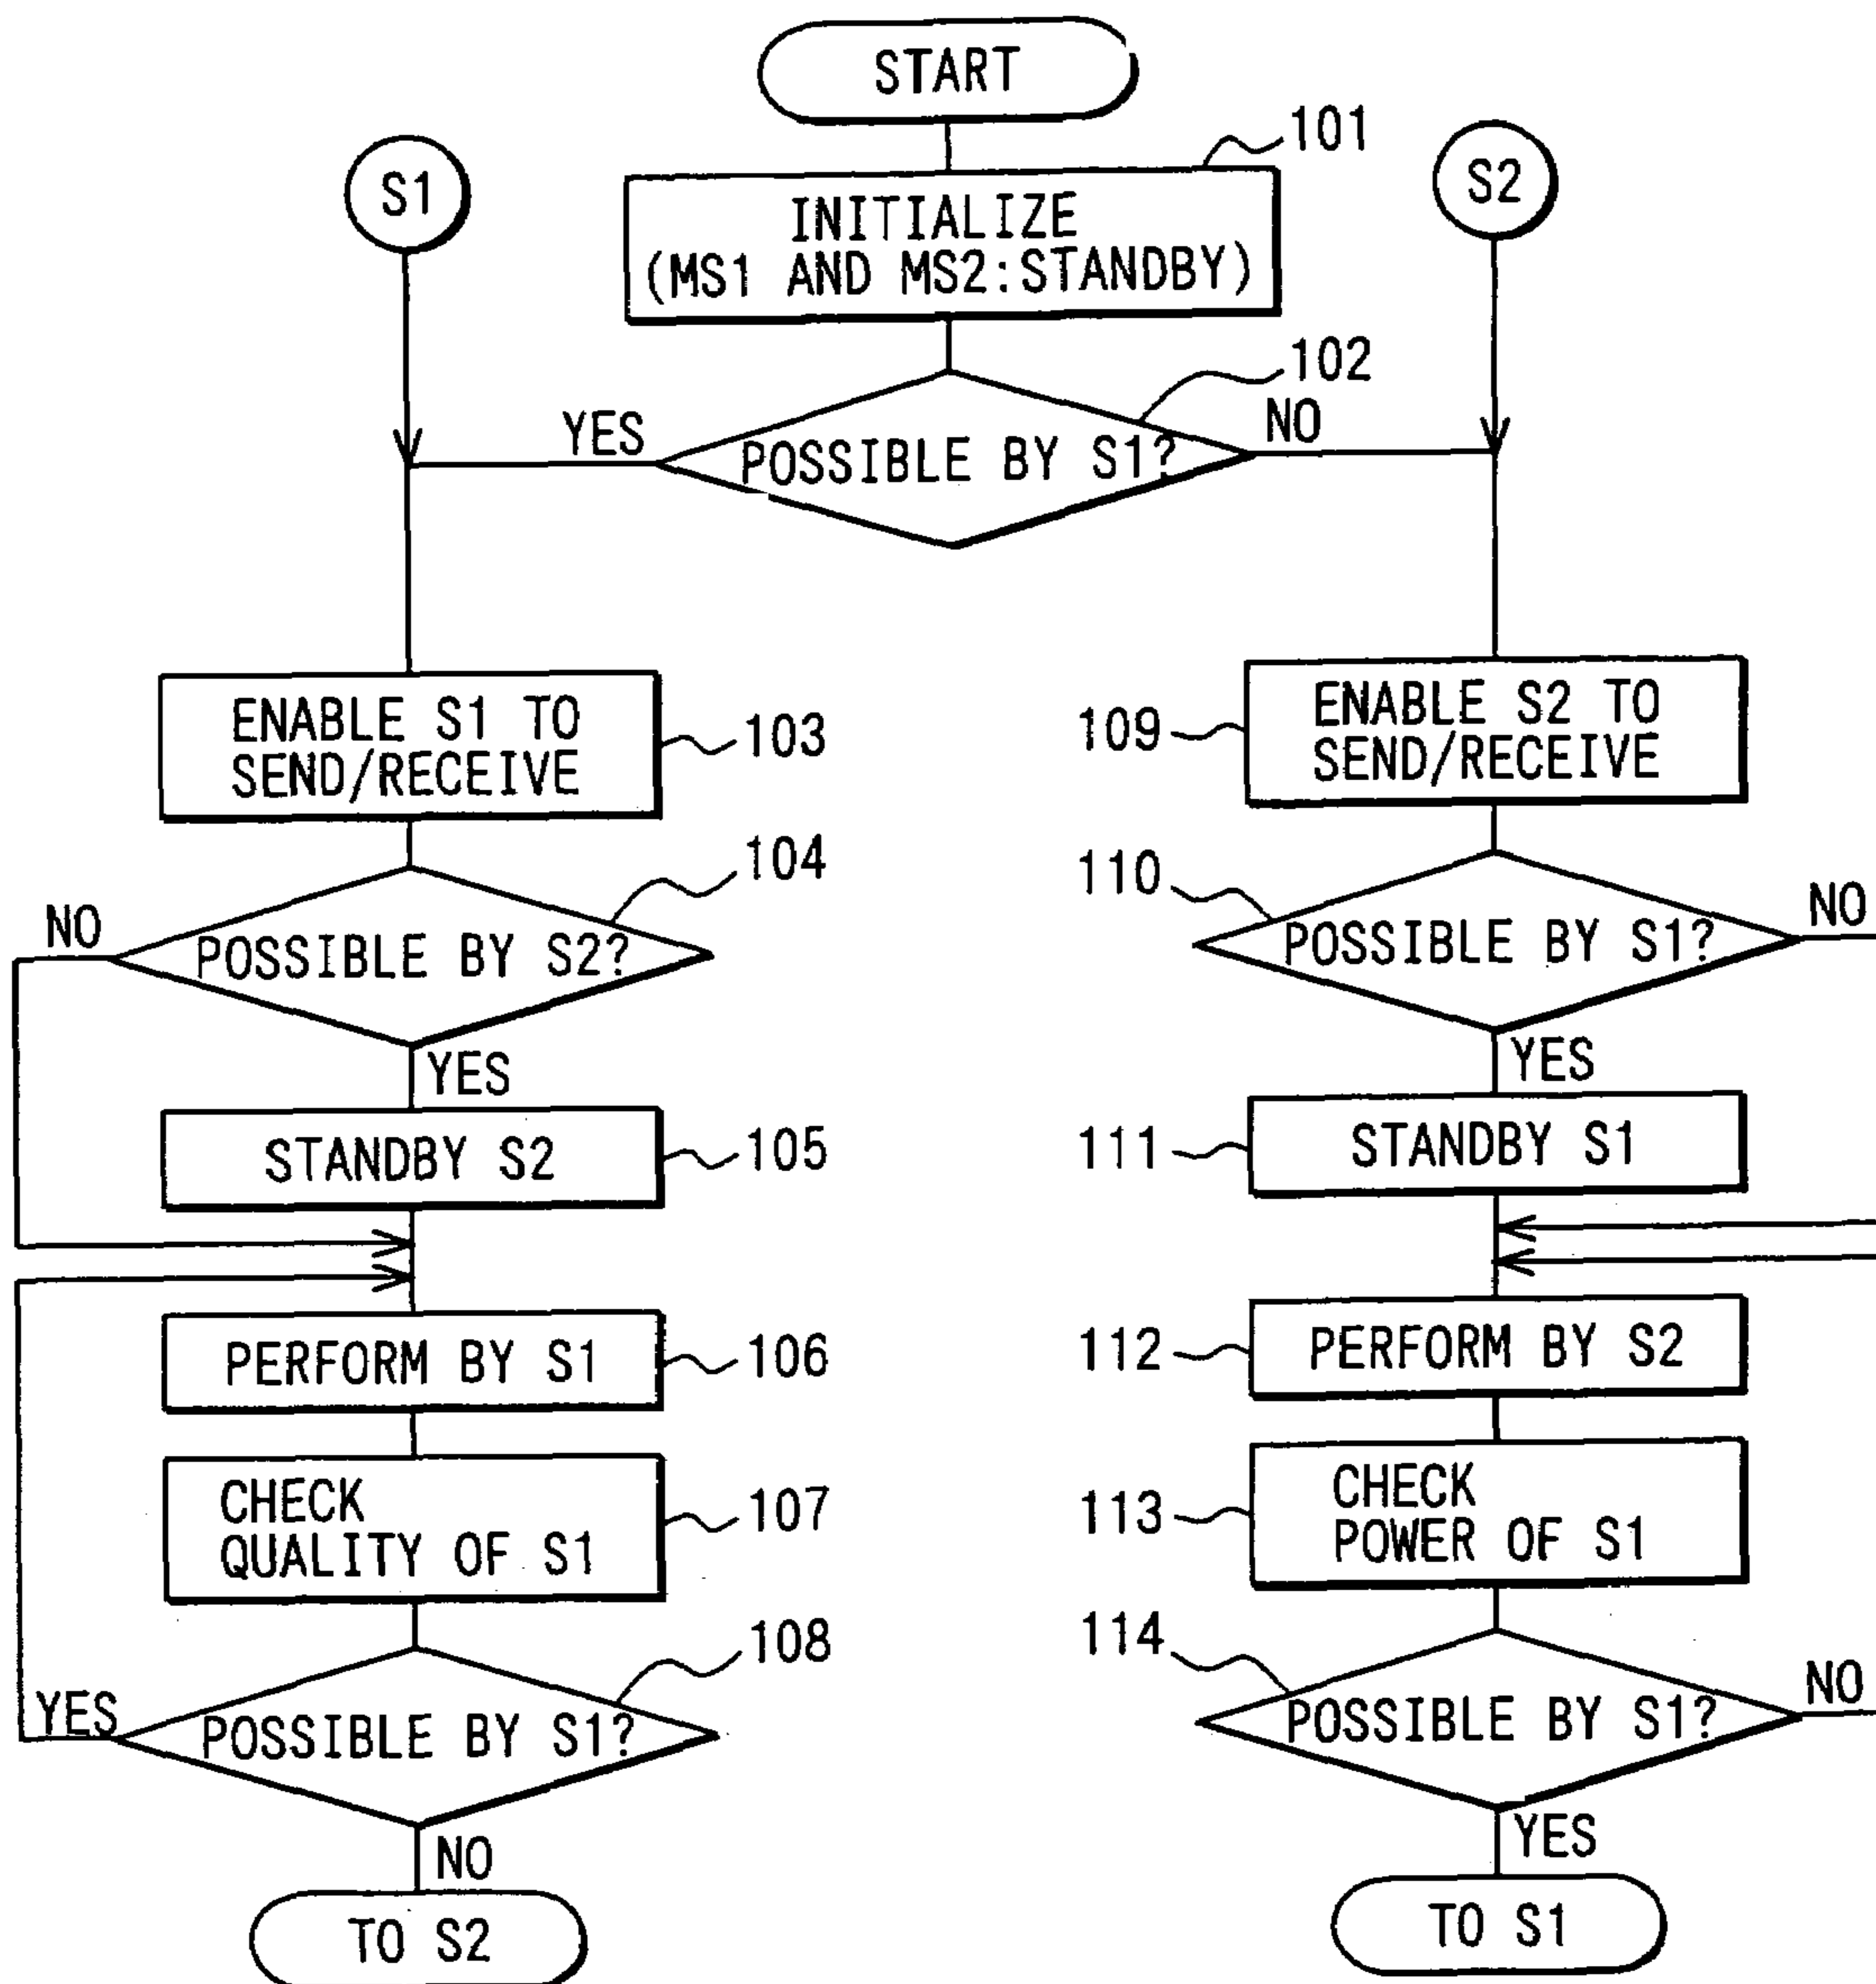 START
101
S1
S2
INITIALIZE
(MS1 AND MS2:STANDBY)
102
YES
NO
POSSIBLE BY S1?
ENABLE S1 TO
SEND/RECEIVE
103
104
NO
POSSIBLE BY S2?
YES
STANDBY S2
105
PERFORM BY S1
106
CHECK
QUALITY OF S1
107
108
YES
POSSIBLE BY S1?
NO
TO S2
109
ENABLE S2 TO
SEND/RECEIVE
110
NO
POSSIBLE BY S1?
YES
111
STANDBY S1
112
PERFORM BY S2
113
CHECK
POWER OF S1
114
NO
POSSIBLE BY S1?
YES
TO S1